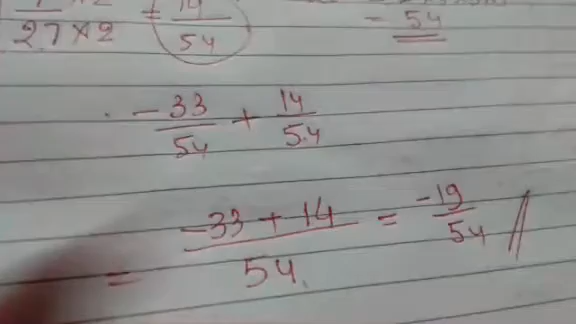 27×2 = 14/54
= 54
-33/54 + 14/54
= -33 + 14/54 = -19/54 //